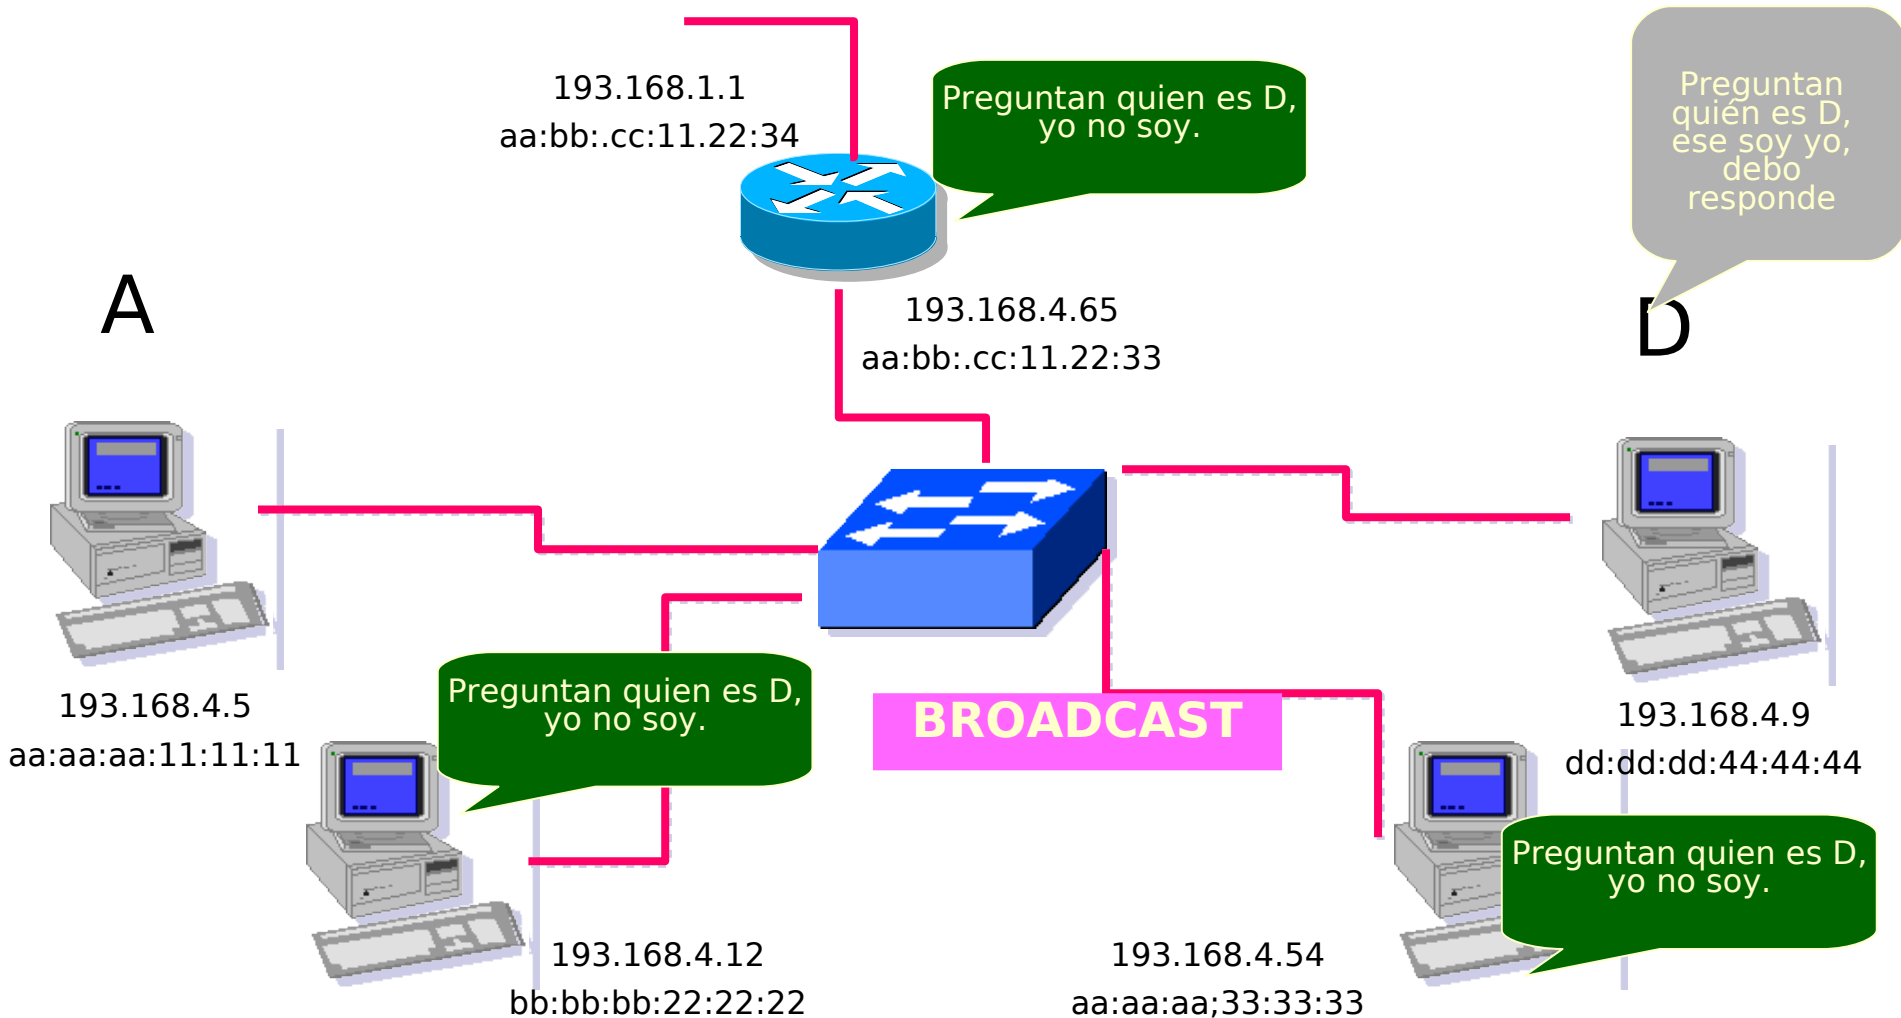 193.168.1.1
aa:bb:.cc:11.22:34
Preguntan quien es D,
yo no soy.
Preguntan
quién es D,
ese soy yo,
debo
responde
A
193.168.4.65
aa:bb:.cc:11.22:33
D
193.168.4.5
aa:aa:aa:11:11:11
Preguntan quien es D,
yo no soy.
BROADCAST
193.168.4.9
dd:dd:dd:44:44:44
Preguntan quien es D,
yo no soy.
193.168.4.12
bb:bb:bb:22:22:22
193.168.4.54
aa:aa:aa;33:33:33